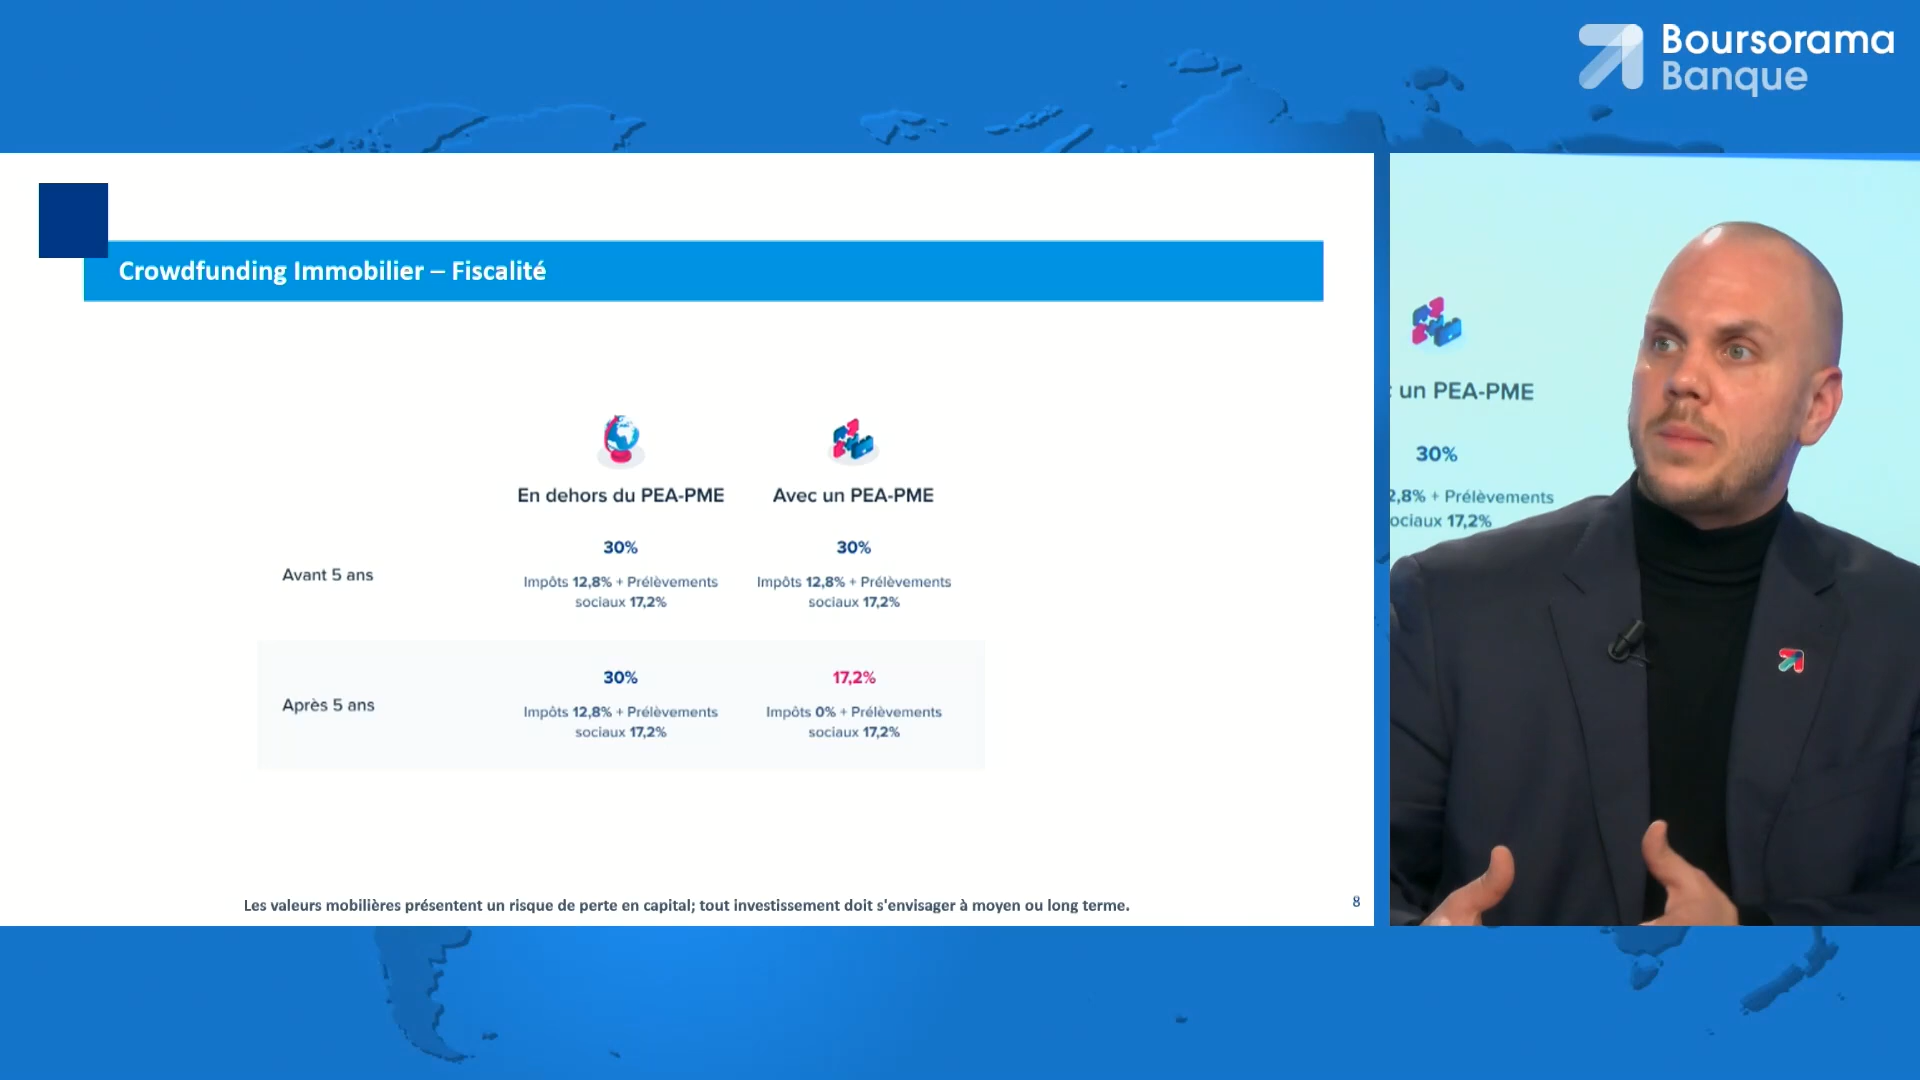 Boursorama
Banque
Crowdfunding Immobilier – Fiscalité
En dehors du PEA-PME
Avec un PEA-PME
Avant 5 ans
30%
Impôts 12,8% + Prélèvements
sociaux 17,2%
30%
Impôts 12,8% + Prélèvements
sociaux 17,2%
Après 5 ans
30%
Impôts 12,8% + Prélèvements
sociaux 17,2%
17,2%
Impôts 0% + Prélèvements
sociaux 17,2%
Les valeurs mobilières présentent un risque de perte en capital; tout investissement doit s'envisager à moyen ou long terme.
8
un PEA-PME
30%
2,8% + Prélèvements
ociaux 17,2%